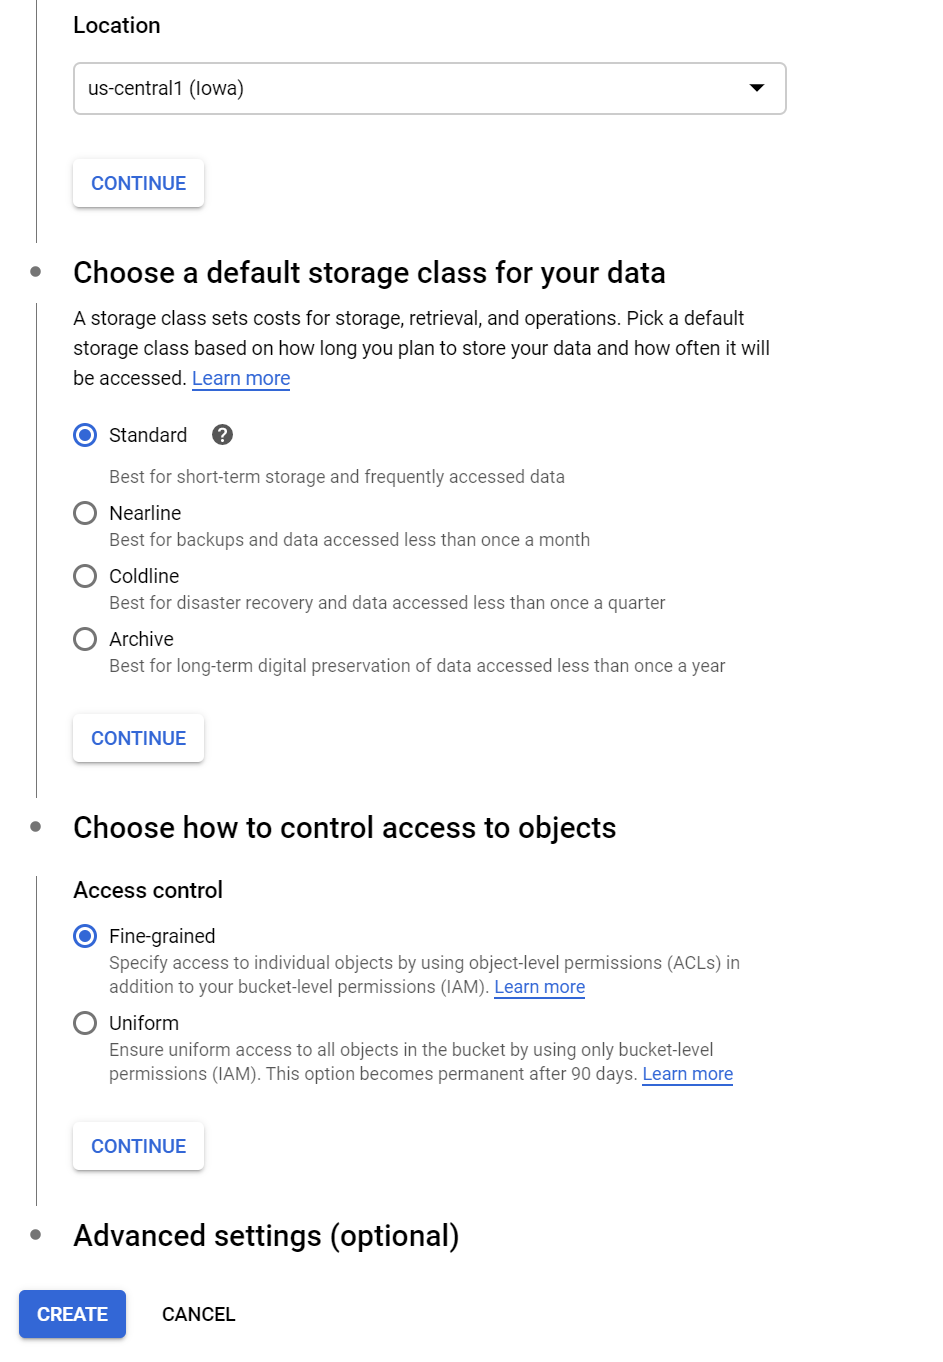 Location
us-central1 (Iowa)
CONTINUE
Choose a default storage class for your data
A storage class sets costs for storage, retrieval, and operations. Pick a default
storage class based on how long you plan to store your data and how often it will
be accessed. Learn more
Standard ?
Best for short-term storage and frequently accessed data
Nearline
Best for backups and data accessed less than once a month
Coldline
Best for disaster recovery and data accessed less than once a quarter
Archive
Best for long-term digital preservation of data accessed less than once a year
CONTINUE
Choose how to control access to objects
Access control
Fine-grained
Specify access to individual objects by using object-level permissions (ACLs) in
addition to your bucket-level permissions (IAM). Learn more
Uniform
Ensure uniform access to all objects in the bucket by using only bucket-level
permissions (IAM). This option becomes permanent after 90 days. Learn more
CONTINUE
Advanced settings (optional)
CREATE CANCEL